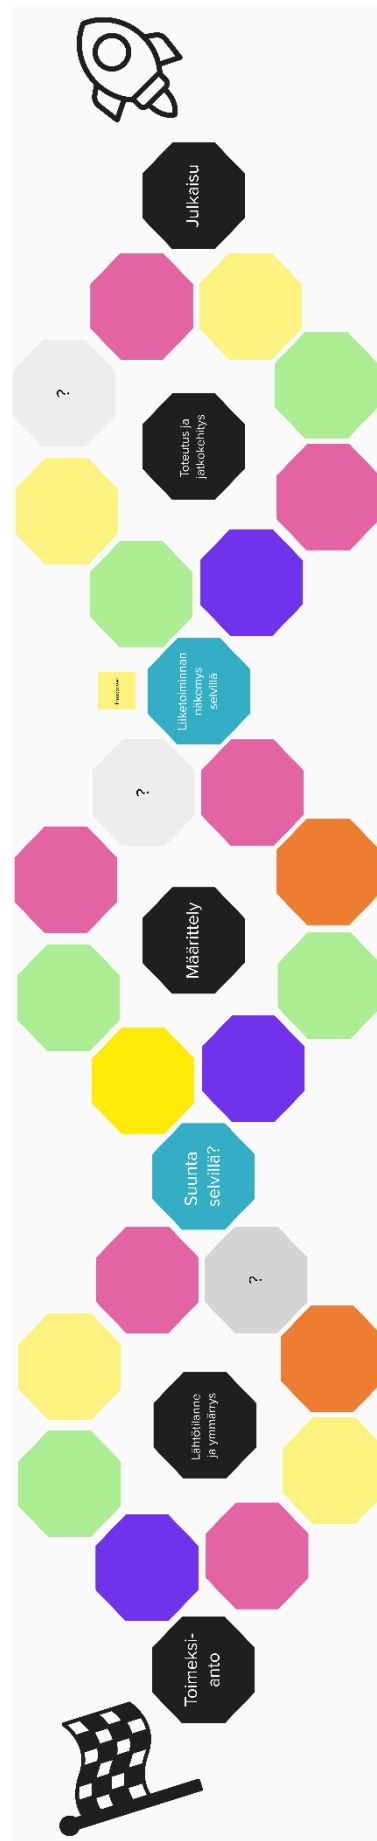 Toimeksi-
anto
Lähtötilanne
ja ymmärrys
?
Suunta
selvillä?
Määrittely
?
Liiketoiminnan
näkemys
selvillä
Toteutus ja
jatkokehitys
?
Julkaisu